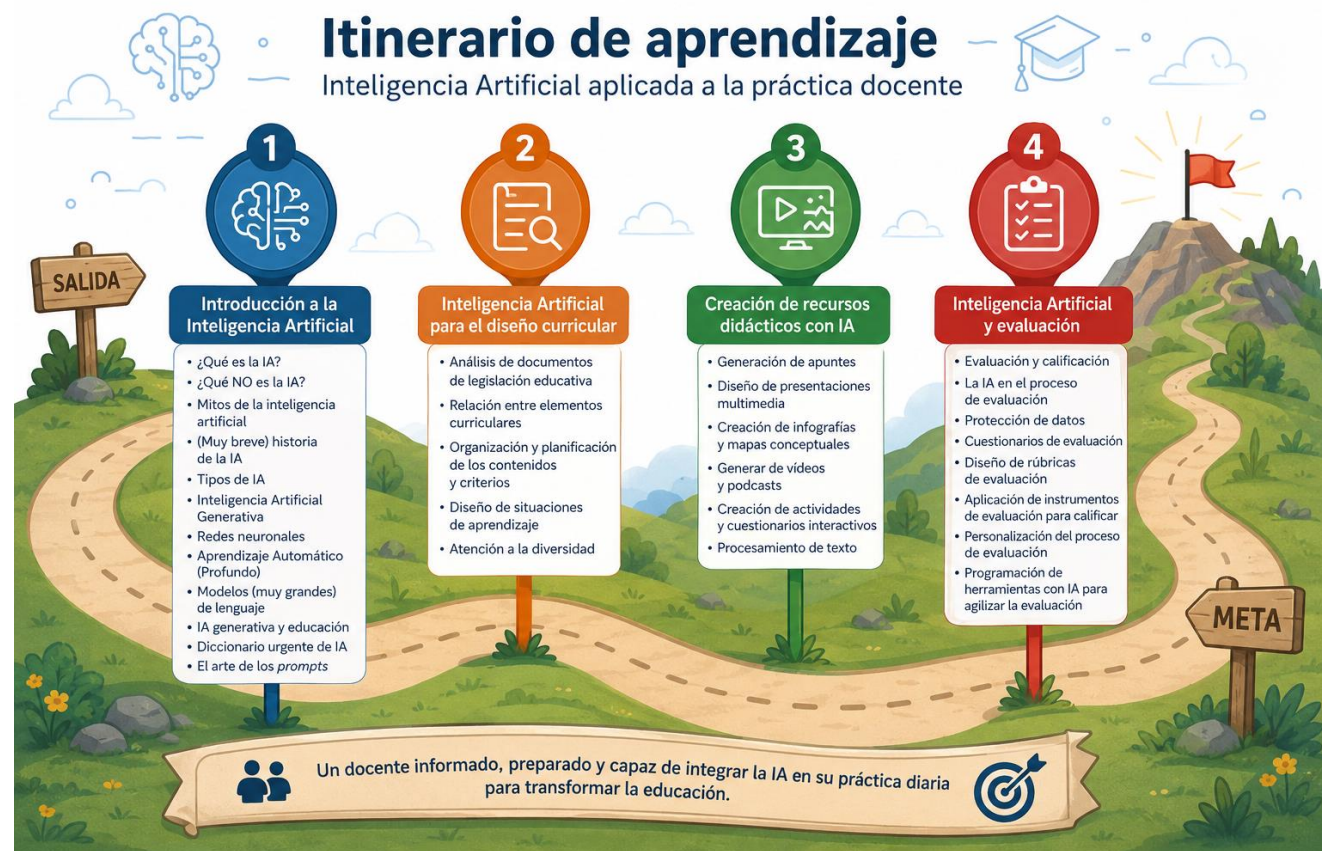 Itinerario de aprendizaje
Inteligencia Artificial aplicada a la práctica docente
SALIDA
1
Introducción a la
Inteligencia Artificial
• ¿Qué es la IA?
• ¿Qué NO es la IA?
• Mitos de la inteligencia
artificial
• (Muy breve) historia
de la IA
• Tipos de IA
• Inteligencia Artificial
Generativa
• Redes neuronales
• Aprendizaje Automático
(Profundo)
• Modelos (muy grandes)
de lenguaje
• IA generativa y educación
• Diccionario urgente de IA
• El arte de los prompts
2
Inteligencia Artificial
para el diseño curricular
• Análisis de documentos
de legislación educativa
• Relación entre elementos
curriculares
• Organización y planificación
de los contenidos
y criterios
• Diseño de situaciones
de aprendizaje
• Atención a la diversidad
3
Creación de recursos
didácticos con IA
• Generación de apuntes
• Diseño de presentaciones
multimedia
• Creación de infografías
y mapas conceptuales
• Generar de vídeos
y podcasts
• Creación de actividades
y cuestionarios interactivos
• Procesamiento de texto
4
Inteligencia Artificial
y evaluación
• Evaluación y calificación
• La IA en el proceso
de evaluación
• Protección de datos
• Cuestionarios de evaluación
• Diseño de rúbricas
de evaluación
• Aplicación de instrumentos
de evaluación para calificar
• Personalización del proceso
de evaluación
• Programación de
herramientas con IA para
agilizar la evaluación
META
Un docente informado, preparado y capaz de integrar la IA en su práctica diaria
para transformar la educación.